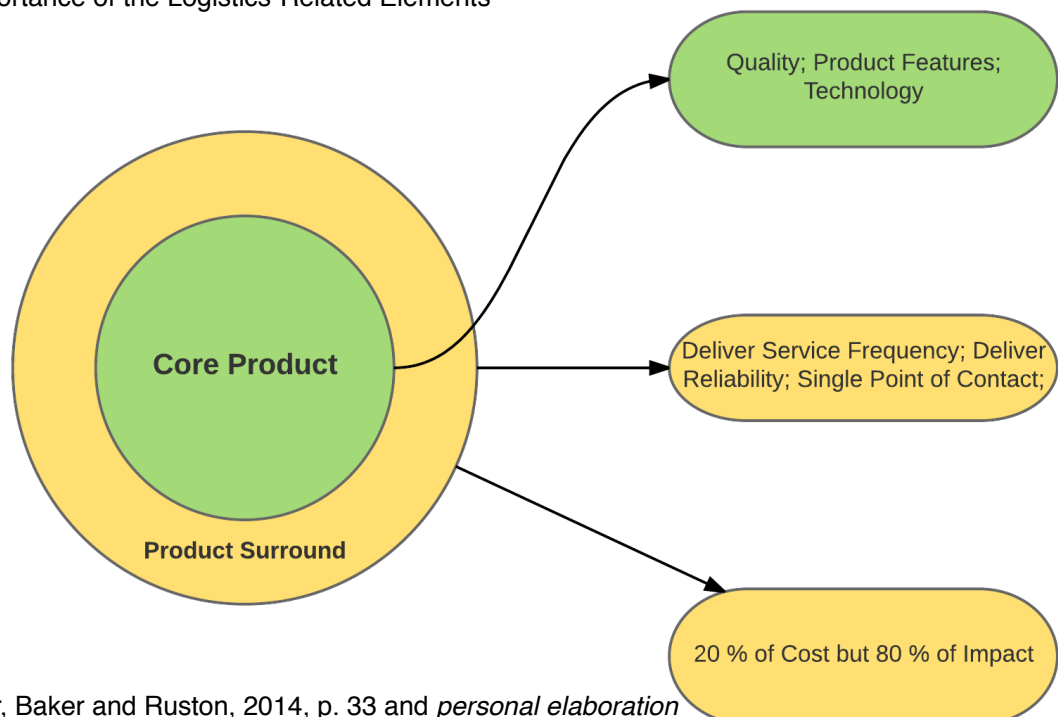 of the Logistics-Related Elements
Quality; Product Features;
Technology
Core Product
Deliver Service Frequency; Deliver
Reliability; Single Point of Contact;
Product Surround
20 % of Cost but 80 % of Impact
Baker and Ruston, 2014, p. 33 and personal elaboration